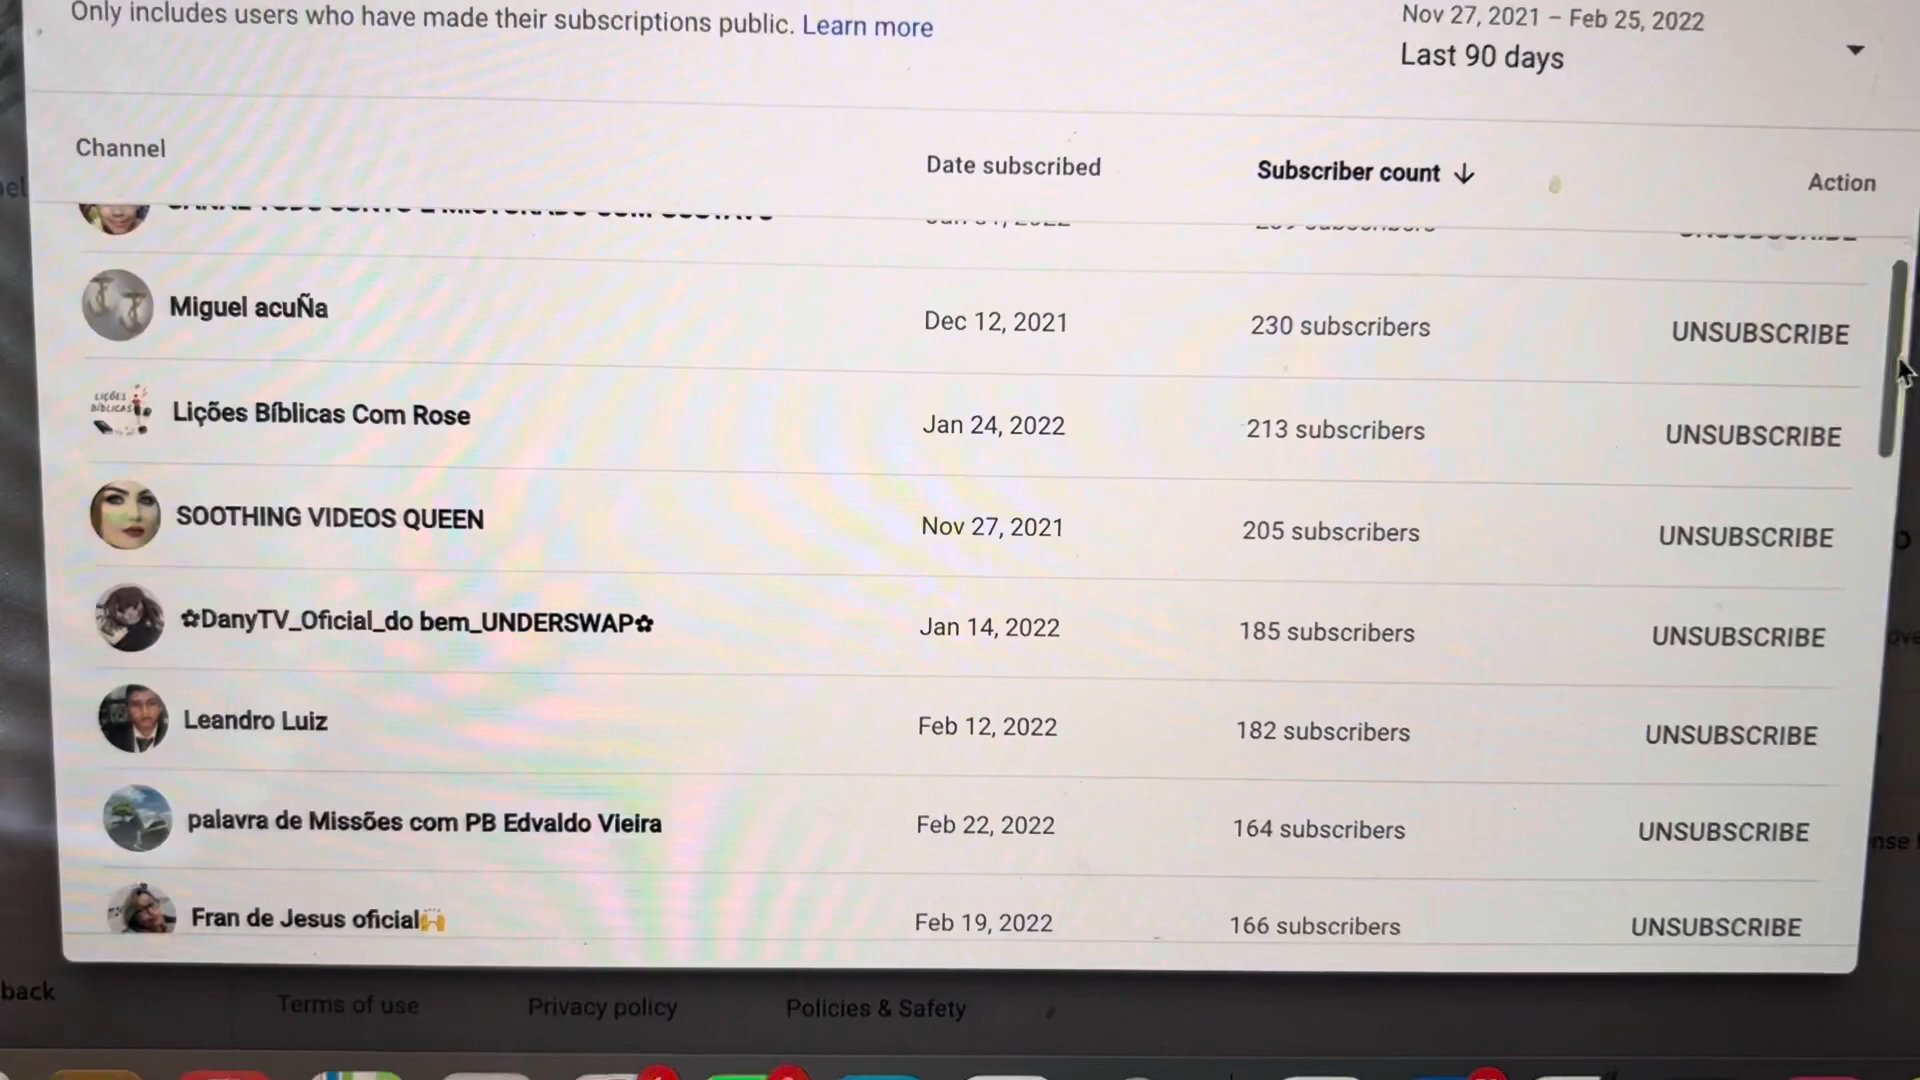 Only includes users who have made their subscriptions public. Learn more
Nov 27, 2021 – Feb 25, 2022
Last 90 days
Channel
Date subscribed
Subscriber count ↓
Action
Miguel acuÑa
Dec 12, 2021
230 subscribers
UNSUBSCRIBE
LIÇÕES
BÍBLICAS
Lições Bíblicas Com Rose
Jan 24, 2022
213 subscribers
UNSUBSCRIBE
SOOTHING VIDEOS QUEEN
Nov 27, 2021
205 subscribers
UNSUBSCRIBE
✿DanyTV_Oficial_do bem_UNDERSWAP✿
Jan 14, 2022
185 subscribers
UNSUBSCRIBE
Leandro Luiz
Feb 12, 2022
182 subscribers
UNSUBSCRIBE
palavra de Missões com PB Edvaldo Vieira
Feb 22, 2022
164 subscribers
UNSUBSCRIBE
Fran de Jesus oficial🙌
Feb 19, 2022
166 subscribers
UNSUBSCRIBE
back
Terms of use
Privacy policy
Policies & Safety